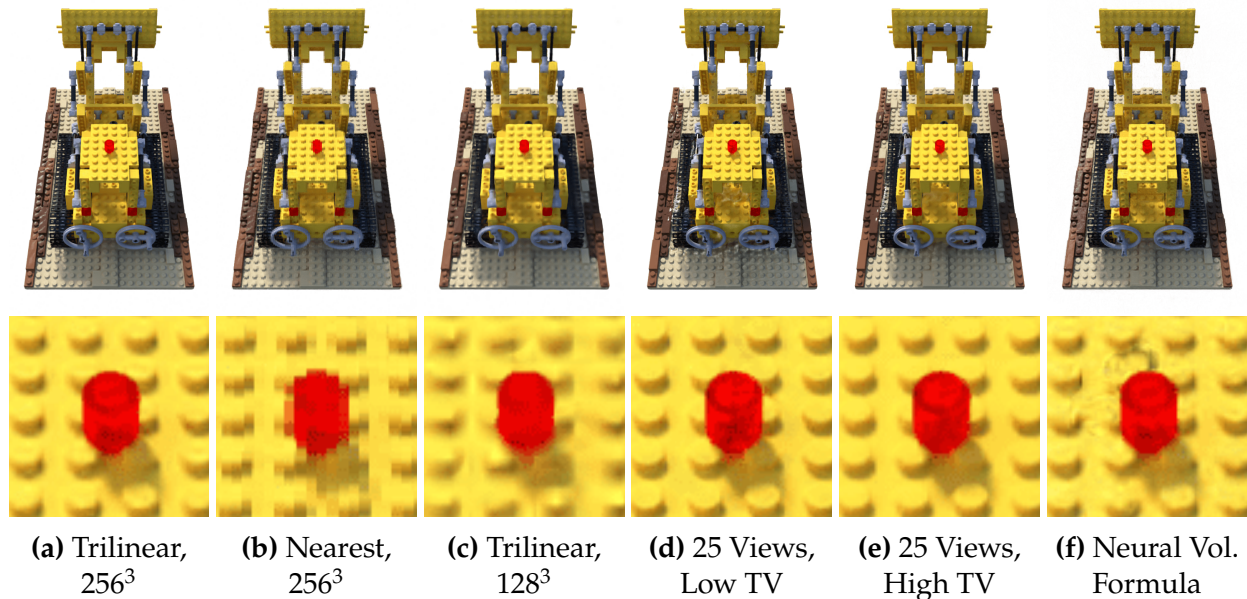 (a) Trilinear,
256³
(b) Nearest,
256³
(c) Trilinear,
128³
(d) 25 Views,
Low TV
(e) 25 Views,
High TV
(f) Neural Vol.
Formula